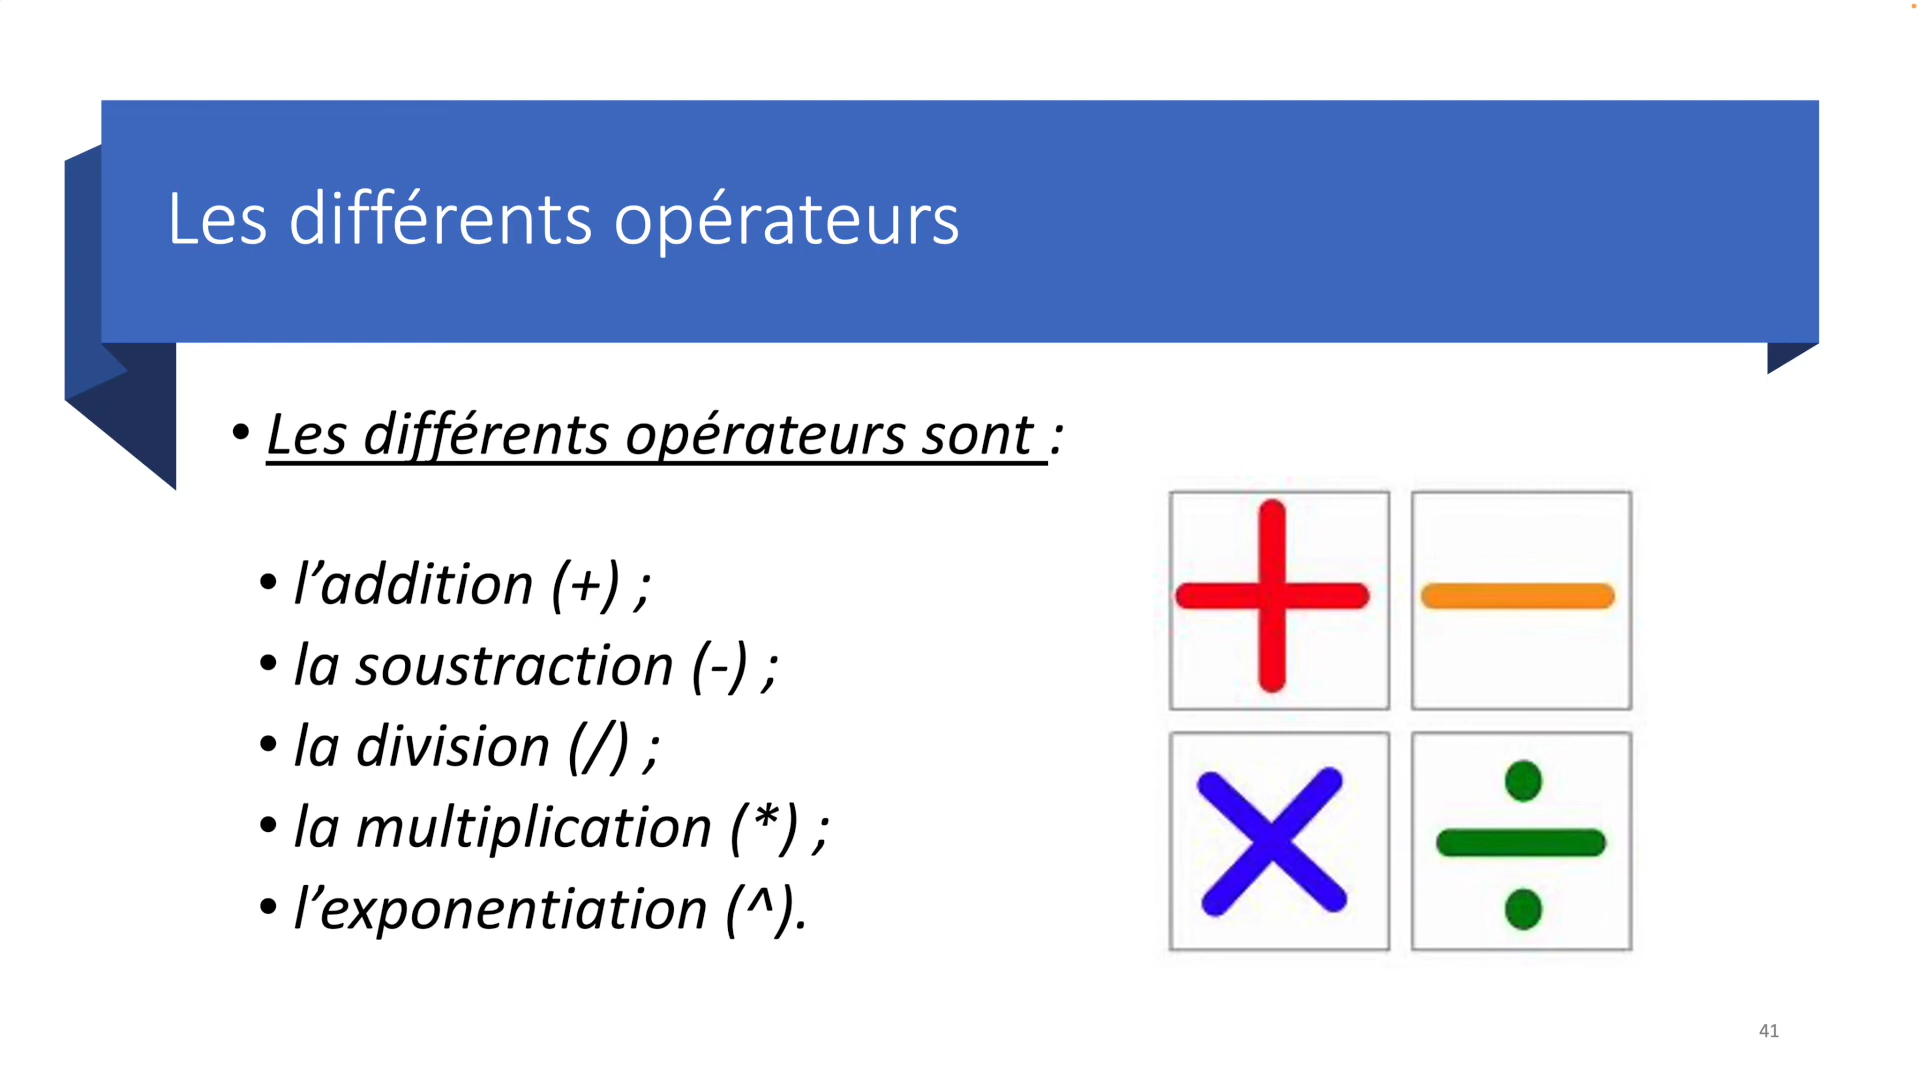 Les différents opérateurs
• Les différents opérateurs sont :
• l’addition (+) ;
• la soustraction (-) ;
• la division (/) ;
• la multiplication (*) ;
• l’exponentiation (^).
41